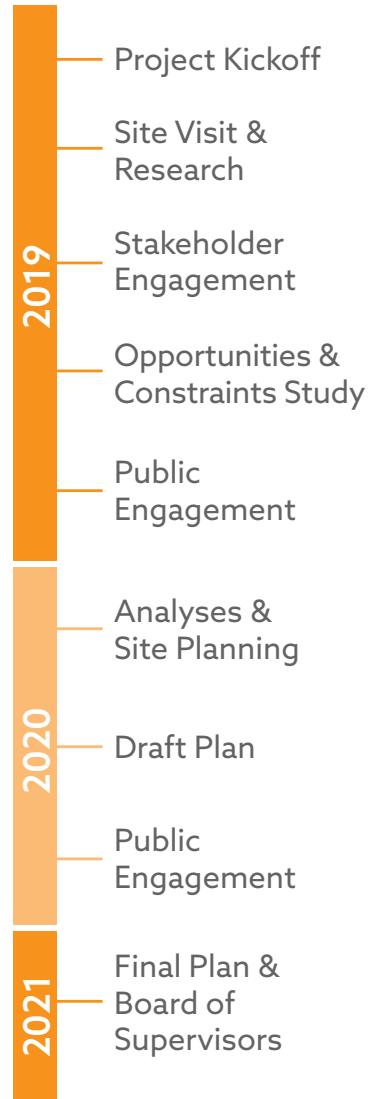 2019
Project Kickoff
Site Visit &
Research
Stakeholder
Engagement
Opportunities &
Constraints Study
Public
Engagement
2020
Analyses &
Site Planning
Draft Plan
Public
Engagement
2021
Final Plan &
Board of
Supervisors